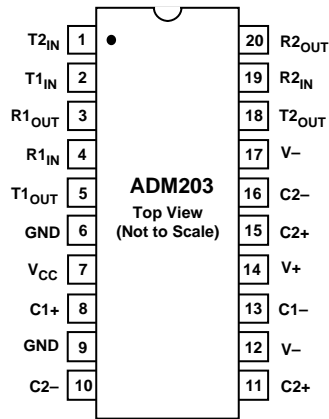 T2IN 1 20 R2OUT
T1IN 2 19 R2IN
R1OUT 3 18 T2OUT
R1IN 4 17 V–
T1OUT 5 16 C2–
ADM203
Top View
(Not to Scale)
GND 6 15 C2+
VCC 7 14 V+
C1+ 8 13 C1–
GND 9 12 V–
C2– 10 11 C2+